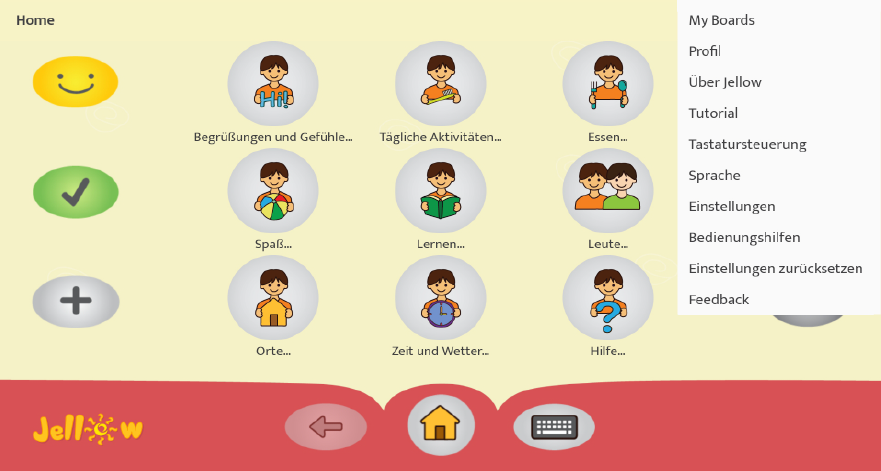 Home
Hi!
Begrüßungen und Gefühle...
Tägliche Aktivitäten...
Essen...
Spaß...
Lernen...
Leute...
Orte...
Zeit und Wetter...
Hilfe...
My Boards
Profil
Über Jellow
Tutorial
Tastatursteuerung
Sprache
Einstellungen
Bedienungshilfen
Einstellungen zurücksetzen
Feedback
Jellow